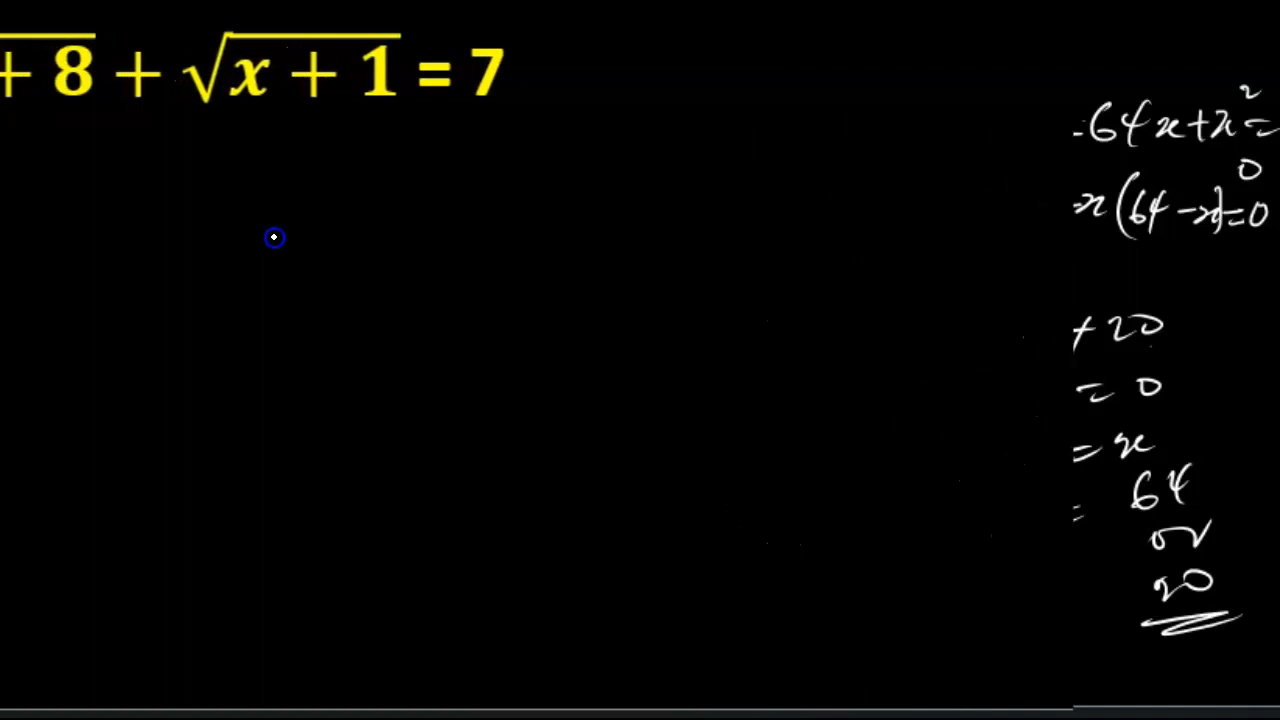 + 8 + √x + 1 = 7
-64x+x²=
0
=x(64-x)=0
+20
= 0
= x
= 64
or
20